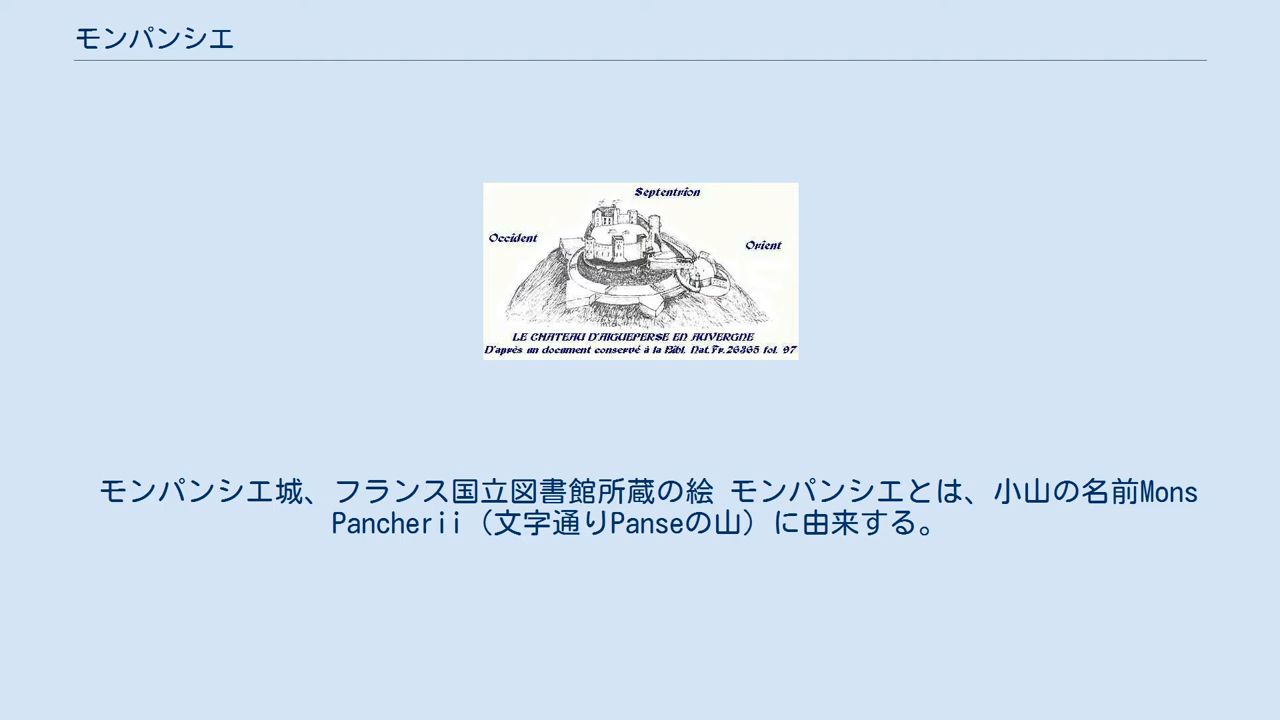 モンパンシエ
Septentrion
Occident
Orient
LE CHATEAU D'AIGUEPERSE EN AUVERGNE
D'après un document conservé à la Bibl. Nat.Fr.26365 fol. 97
モンパンシエ城、フランス国立図書館所蔵の絵 モンパンシエとは、小山の名前Mons
Pancherii（文字通りPanseの山）に由来する。